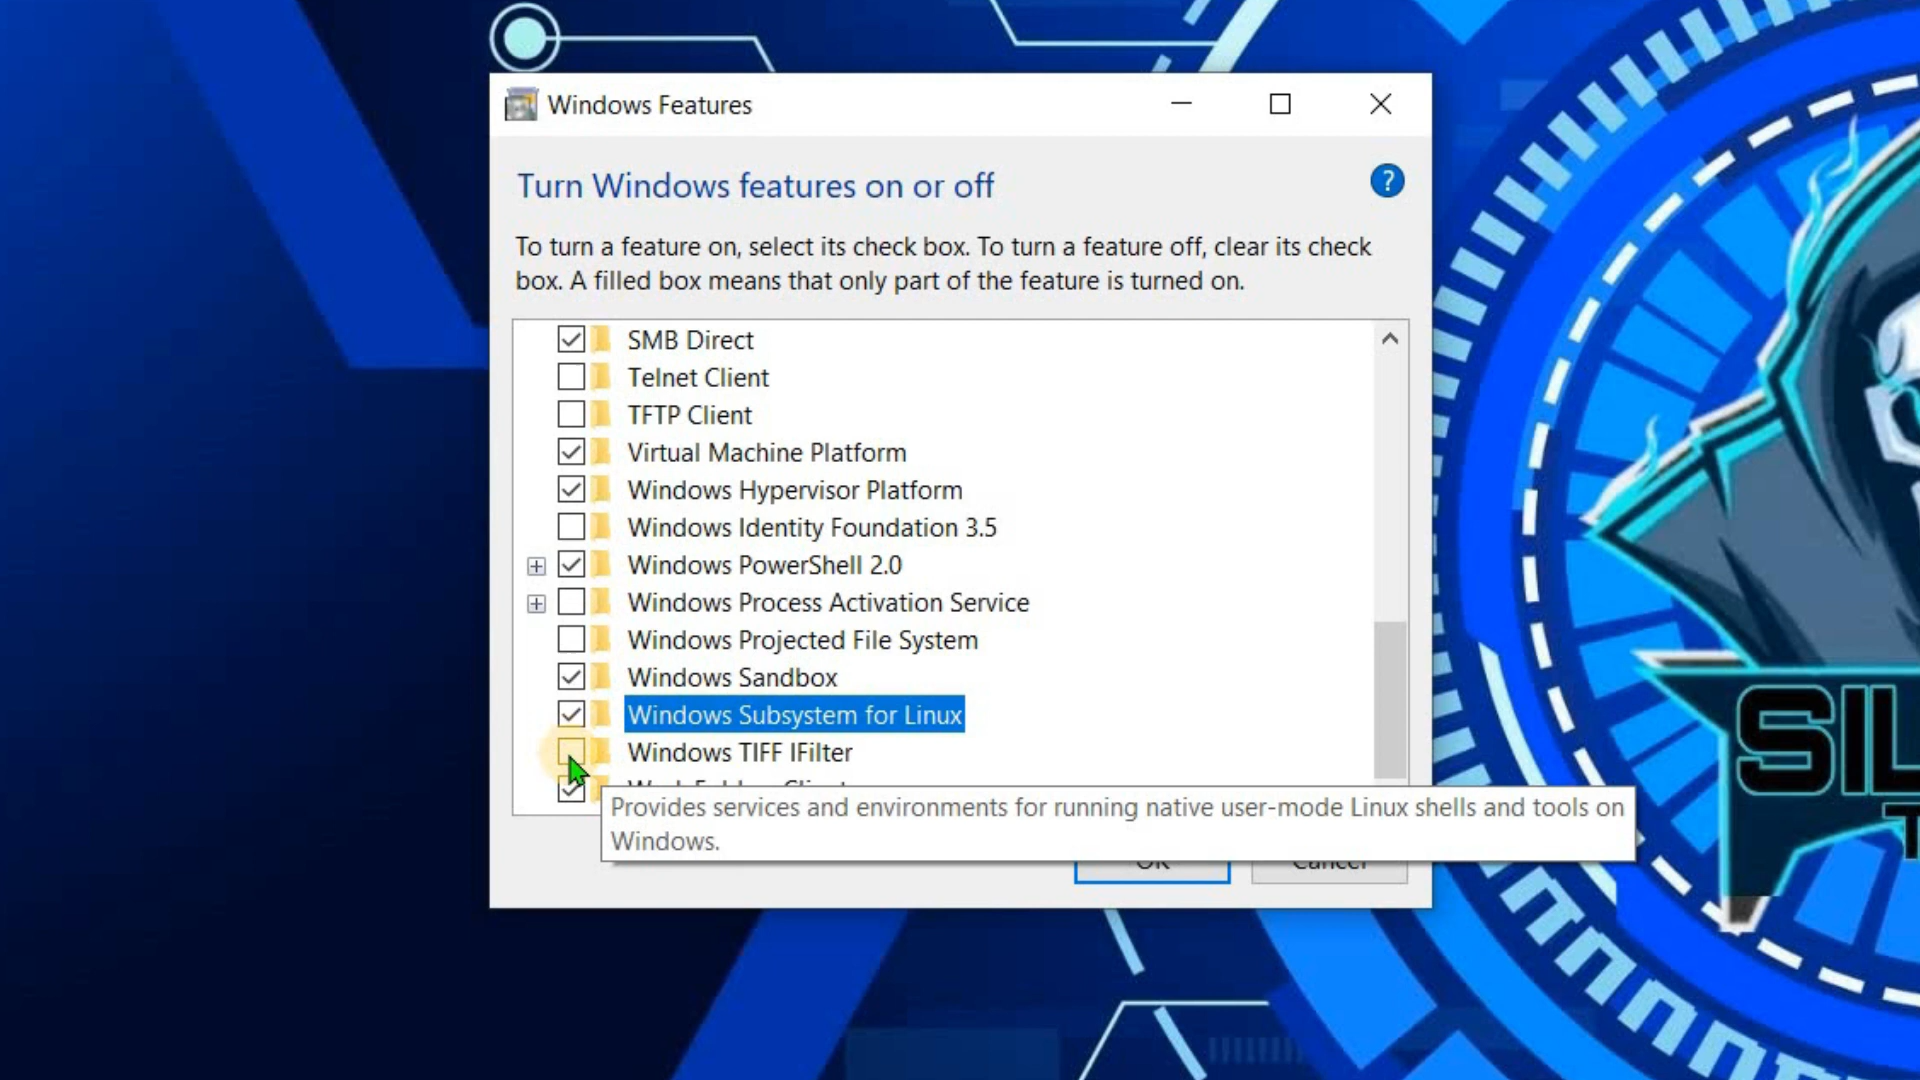 Windows Features
Turn Windows features on or off
?
To turn a feature on, select its check box. To turn a feature off, clear its check
box. A filled box means that only part of the feature is turned on.
SMB Direct
Telnet Client
TFTP Client
Virtual Machine Platform
Windows Hypervisor Platform
Windows Identity Foundation 3.5
Windows PowerShell 2.0
Windows Process Activation Service
Windows Projected File System
Windows Sandbox
Windows Subsystem for Linux
Windows TIFF IFilter
Provides services and environments for running native user-mode Linux shells and tools on
Windows.
OK
Cancel
SIL